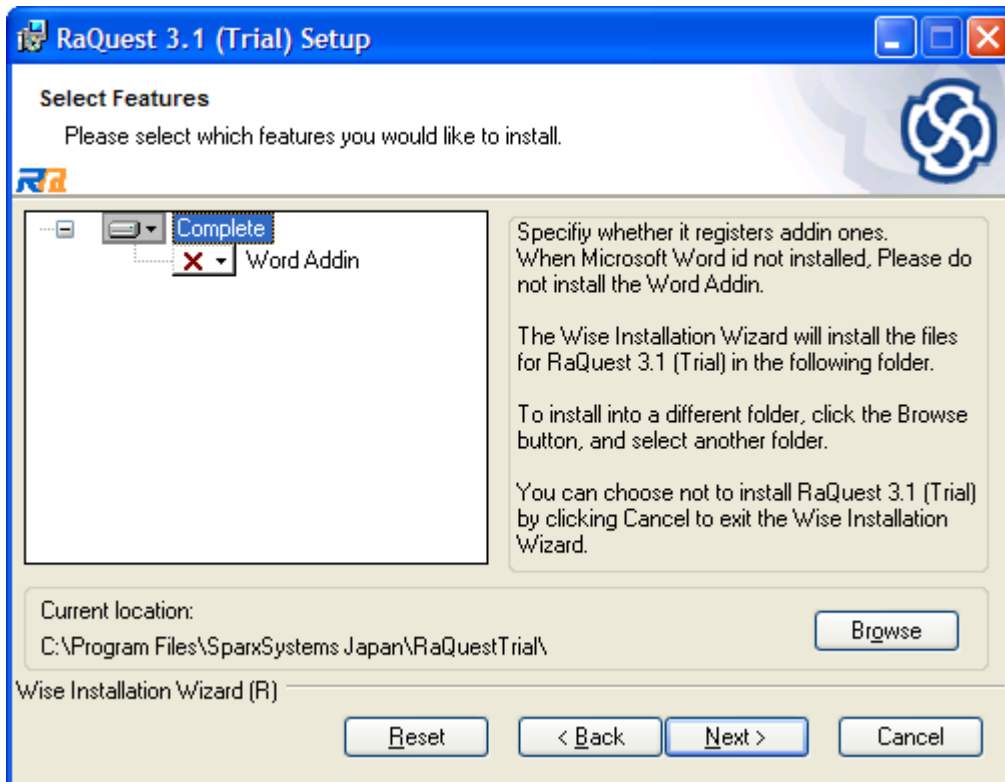 RaQuest 3.1 (Trial) Setup
Select Features
Please select which features you would like to install.
Ra
Complete
Word Addin
Specifiy whether it registers addin ones.
When Microsoft Word id not installed, Please do
not install the Word Addin.
The Wise Installation Wizard will install the files
for RaQuest 3.1 (Trial) in the following folder.
To install into a different folder, click the Browse
button, and select another folder.
You can choose not to install RaQuest 3.1 (Trial)
by clicking Cancel to exit the Wise Installation
Wizard.
Current location:
C:\Program Files\SparxSystems Japan\RaQuestTrial\
Browse
Wise Installation Wizard (R)
Reset
< Back
Next >
Cancel